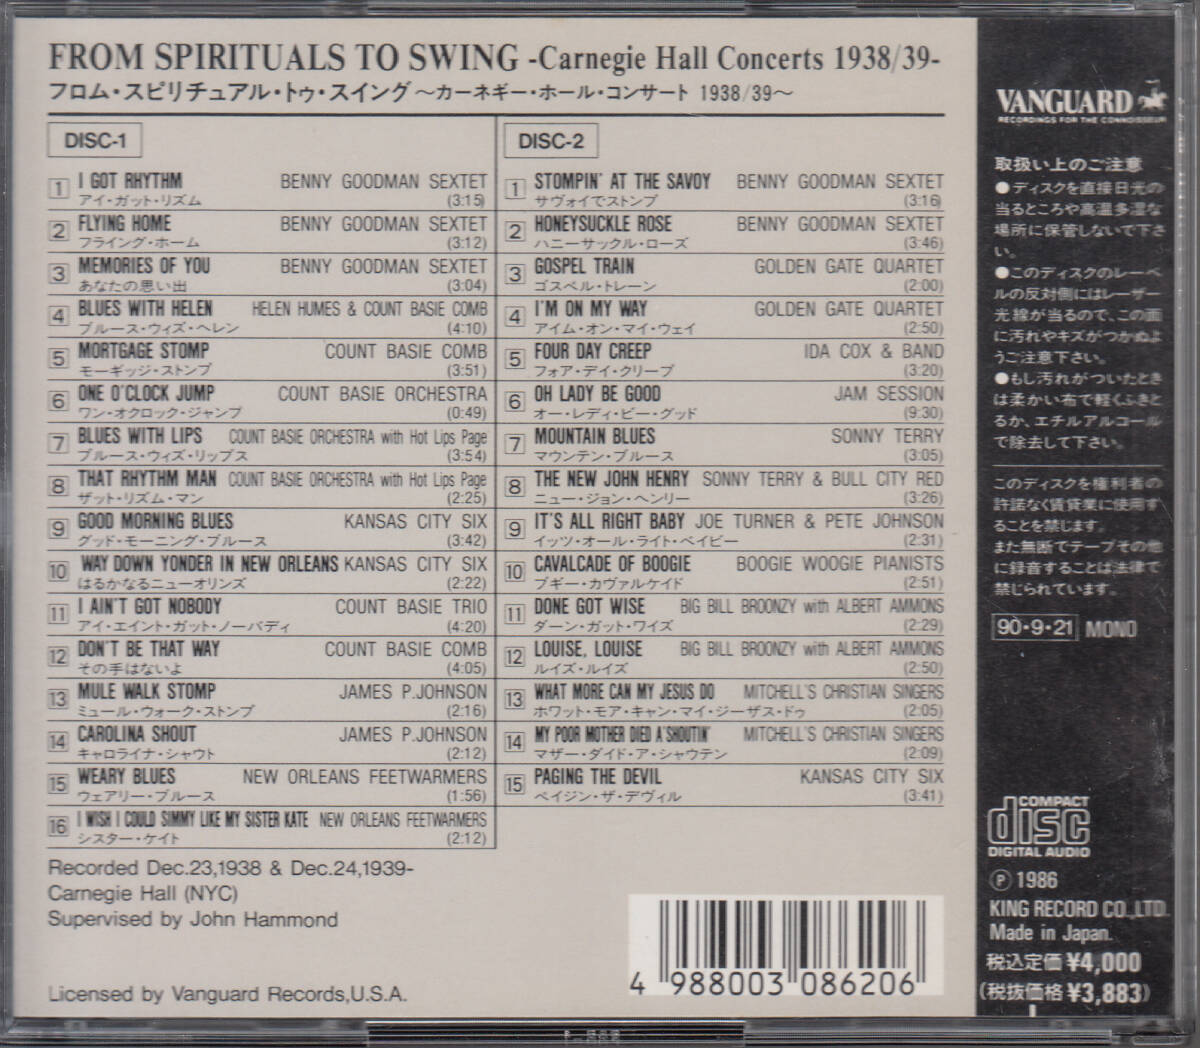 FROM SPIRITUALS TO SWING -Carnegie Hall Concerts 1938/39-
フロム・スピリチュアル・トゥ・スイング〜カーネギー・ホール・コンサート 1938/39〜
DISC-1
1 I GOT RHYTHM BENNY GOODMAN SEXTET
アイ・ガット・リズム (3:15)
2 FLYING HOME BENNY GOODMAN SEXTET
フライング・ホーム (3:12)
3 MEMORIES OF YOU BENNY GOODMAN SEXTET
あなたの思い出 (3:04)
4 BLUES WITH HELEN HELEN HUMES & COUNT BASIE COMB
ブルース・ウィズ・ヘレン (4:10)
5 MORTGAGE STOMP COUNT BASIE COMB
モーギッジ・ストンプ (3:51)
6 ONE O'CLOCK JUMP COUNT BASIE ORCHESTRA
ワン・オクロック・ジャンプ (0:49)
7 BLUES WITH LIPS COUNT BASIE ORCHESTRA with Hot Lips Page
ブルース・ウィズ・リップス (3:54)
8 THAT RHYTHM MAN COUNT BASIE ORCHESTRA with Hot Lips Page
ザット・リズム・マン (2:25)
9 GOOD MORNING BLUES KANSAS CITY SIX
グッド・モーニング・ブルース (3:42)
10 WAY DOWN YONDER IN NEW ORLEANS KANSAS CITY SIX
はるかなるニューオリンズ (2:22)
11 I AIN'T GOT NOBODY COUNT BASIE TRIO
アイ・エイント・ガット・ノーバディ (4:20)
12 DON'T BE THAT WAY COUNT BASIE COMB
その手はないよ (4:05)
13 MULE WALK STOMP JAMES P.JOHNSON
ミュール・ウォーク・ストンプ (2:16)
14 CAROLINA SHOUT JAMES P.JOHNSON
キャロライナ・シャウト (2:12)
15 WEARY BLUES NEW ORLEANS FEETWARMERS
ウェアリー・ブルース (1:56)
16 I WISH I COULD SIMMY LIKE MY SISTER KATE NEW ORLEANS FEETWARMERS
シスター・ケイト (2:12)
Recorded Dec.23,1938 & Dec.24,1939-
Carnegie Hall (NYC)
Supervised by John Hammond
Licensed by Vanguard Records,U.S.A.
DISC-2
1 STOMPIN' AT THE SAVOY BENNY GOODMAN SEXTET
サヴォイでストンプ (3:16)
2 HONEYSUCKLE ROSE BENNY GOODMAN SEXTET
ハニーサックル・ローズ (3:46)
3 GOSPEL TRAIN GOLDEN GATE QUARTET
ゴスペル・トレーン (2:00)
4 I'M ON MY WAY GOLDEN GATE QUARTET
アイム・オン・マイ・ウェイ (2:50)
5 FOUR DAY CREEP IDA COX & BAND
フォア・デイ・クリープ (3:20)
6 OH LADY BE GOOD JAM SESSION
オー・レディ・ビー・グッド (9:30)
7 MOUNTAIN BLUES SONNY TERRY
マウンテン・ブルース (3:05)
8 THE NEW JOHN HENRY SONNY TERRY & BULL CITY RED
ニュー・ジョン・ヘンリー (3:26)
9 IT'S ALL RIGHT BABY JOE TURNER & PETE JOHNSON
イッツ・オール・ライト・ベイビー (2:31)
10 CAVALCADE OF BOOGIE BOOGIE WOOGIE PIANISTS
ブギー・カヴァルケイド (2:51)
11 DONE GOT WISE BIG BILL BROONZY with ALBERT AMMONS
ダーン・ガット・ワイズ (2:29)
12 LOUISE, LOUISE BIG BILL BROONZY with ALBERT AMMONS
ルイズ・ルイズ (2:50)
13 WHAT MORE CAN MY JESUS DO MITCHELL'S CHRISTIAN SINGERS
ホワット・モア・キャン・マイ・ジーザス・ドゥ (2:05)
14 MY POOR MOTHER DIED A'SHOUTIN' MITCHELL'S CHRISTIAN SINGERS
マザー・ダイド・ア・シャウテン (2:09)
15 PAGING THE DEVIL KANSAS CITY SIX
ペイジン・ザ・デヴィル (3:41)
4 988003 086206
VANGUARD
RECORDINGS FOR THE CONNOISSEUR
取扱い上のご注意
●ディスクを直接日光の
当るところや高温多湿な
場所に保管しないで下さ
い。
●このディスクのレーベ
ルの反対側にはレーザー
光線が当るので、この面
に汚れやキズがつかぬよ
うご注意下さい。
●もし汚れがついたとき
は柔かい布で軽くふきと
るか、エチルアルコール
で除去して下さい。
このディスクを権利者の
許諾なく賃貸業に使用す
ることを禁じます。
また無断でテープその他
に録音することは法律で
禁じられています。
90・9・21 MONO
COMPACT
disc
DIGITAL AUDIO
Ⓟ 1986
KING RECORD CO.,LTD.
Made in Japan.
税込定価 ¥4,000
(税抜価格 ¥3,883)